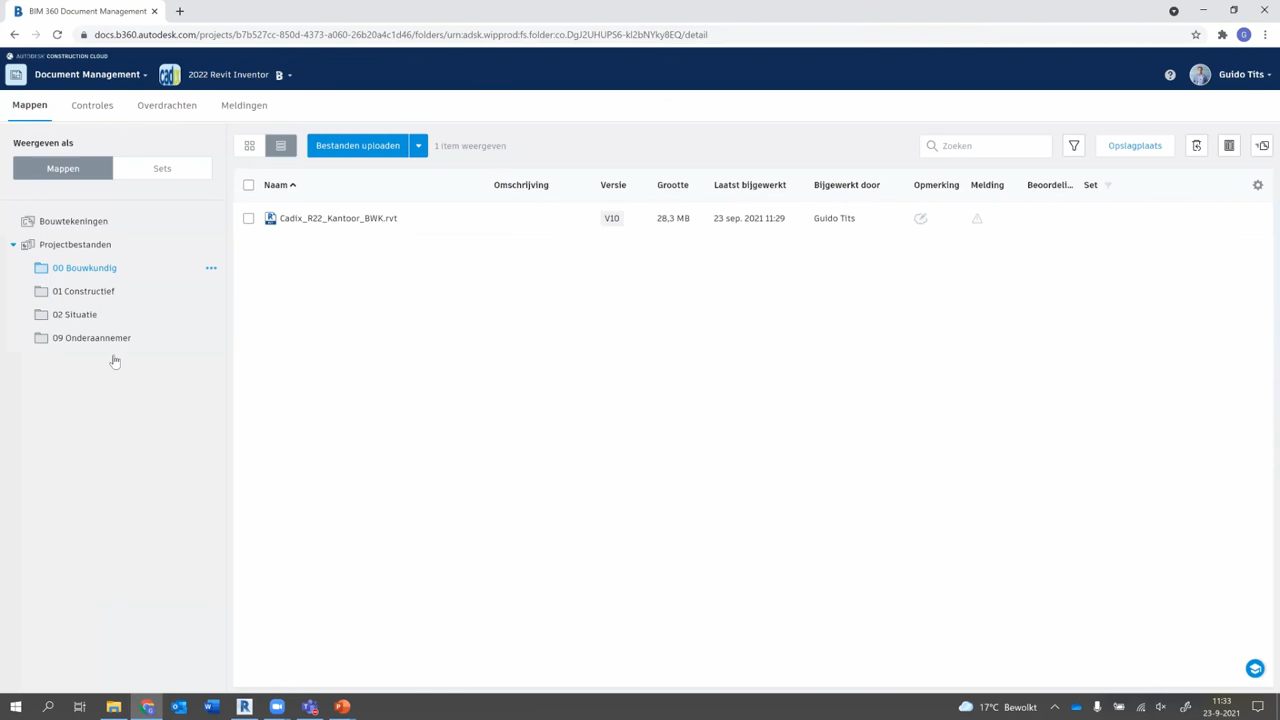 BIM 360 Document Management
docs.b360.autodesk.com/projects/b7b527cc-850d-4373-a060-26b20a4c1d46/folders/urn:adsk.wipprod:fs.folder:co.DgJ2UHUPS6-kl2bNYky8EQ/detail
G
AUTODESK CONSTRUCTION CLOUD
Document Management
cadix
2022 Revit Inventor
Guido Tits
Mappen
Controles
Overdrachten
Meldingen
Weergeven als
Mappen
Sets
Bestanden uploaden
1 item weergeven
Zoeken
Opslagplaats
Naam
Omschrijving
Versie
Grootte
Laatst bijgewerkt
Bijgewerkt door
Opmerking
Melding
Beoordeli...
Set
Cadix_R22_Kantoor_BWK.rvt
V10
28,3 MB
23 sep. 2021 11:29
Guido Tits
Bouwtekeningen
Projectbestanden
00 Bouwkundig
01 Constructief
02 Situatie
09 Onderaannemer
17°C Bewolkt
11:33
23-9-2021